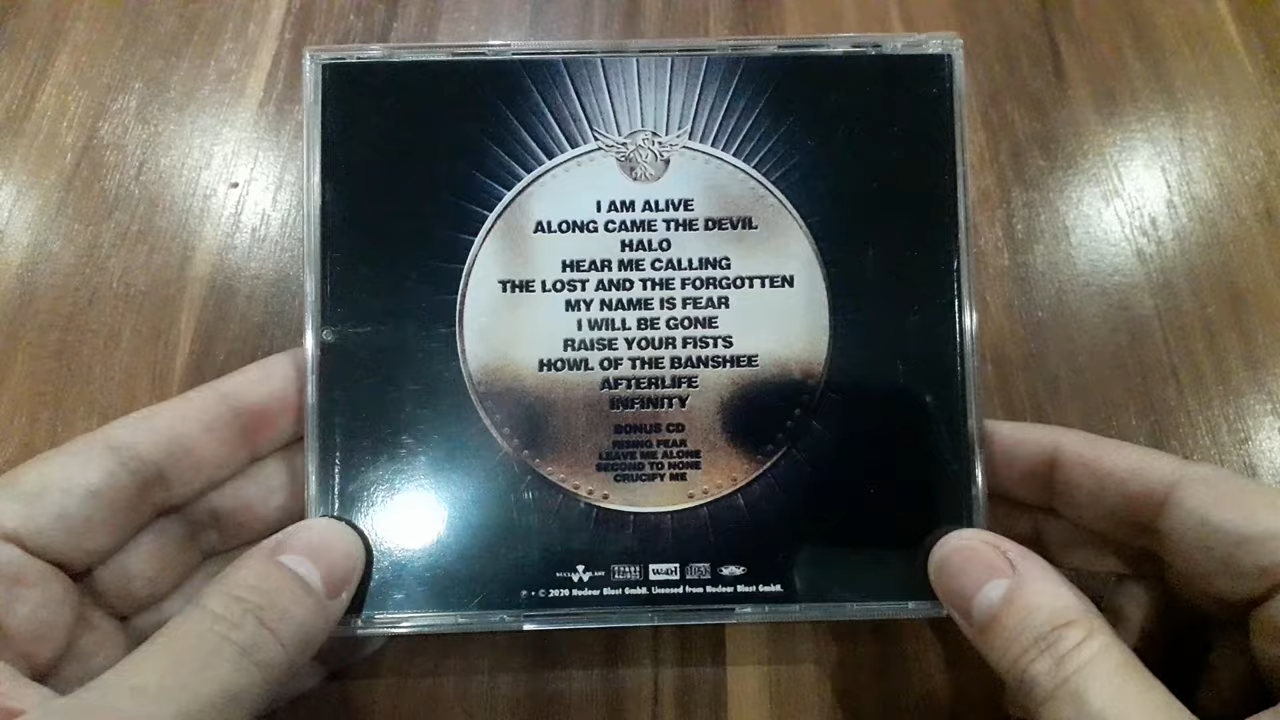 I AM ALIVE
ALONG CAME THE DEVIL
HALO
HEAR ME CALLING
THE LOST AND THE FORGOTTEN
MY NAME IS FEAR
I WILL BE GONE
RAISE YOUR FISTS
HOWL OF THE BANSHEE
AFTERLIFE
INFINITY
BONUS CD
RISING FEAR
LEAVE ME ALONE
SECOND TO NONE
CRUCIFY ME
NUCLEAR BLAST
℗ + © 2020 Nuclear Blast GmbH. Licensed from Nuclear Blast GmbH.